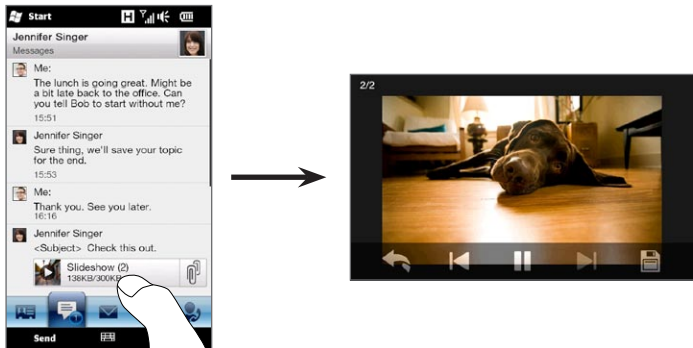 Start
H
Jennifer Singer
Messages
Me:
The lunch is going great. Might be
a bit late back to the office. Can
you tell Bob to start without me?
15:51
Jennifer Singer
Sure thing, we'll save your topic
for the end.
15:53
Me:
Thank you. See you later.
16:16
Jennifer Singer
<Subject> Check this out.
Slideshow (2)
138KB/300KB
Send
2/2